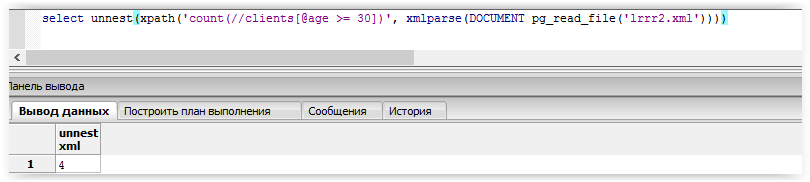 select unnest(xpath('count(//clients[@age >= 30])', xmlparse(DOCUMENT pg_read_file('lrrr2.xml'))))
Панель вывода
Вывод данных Построить план выполнения Сообщения История
unnest
xml
1 4